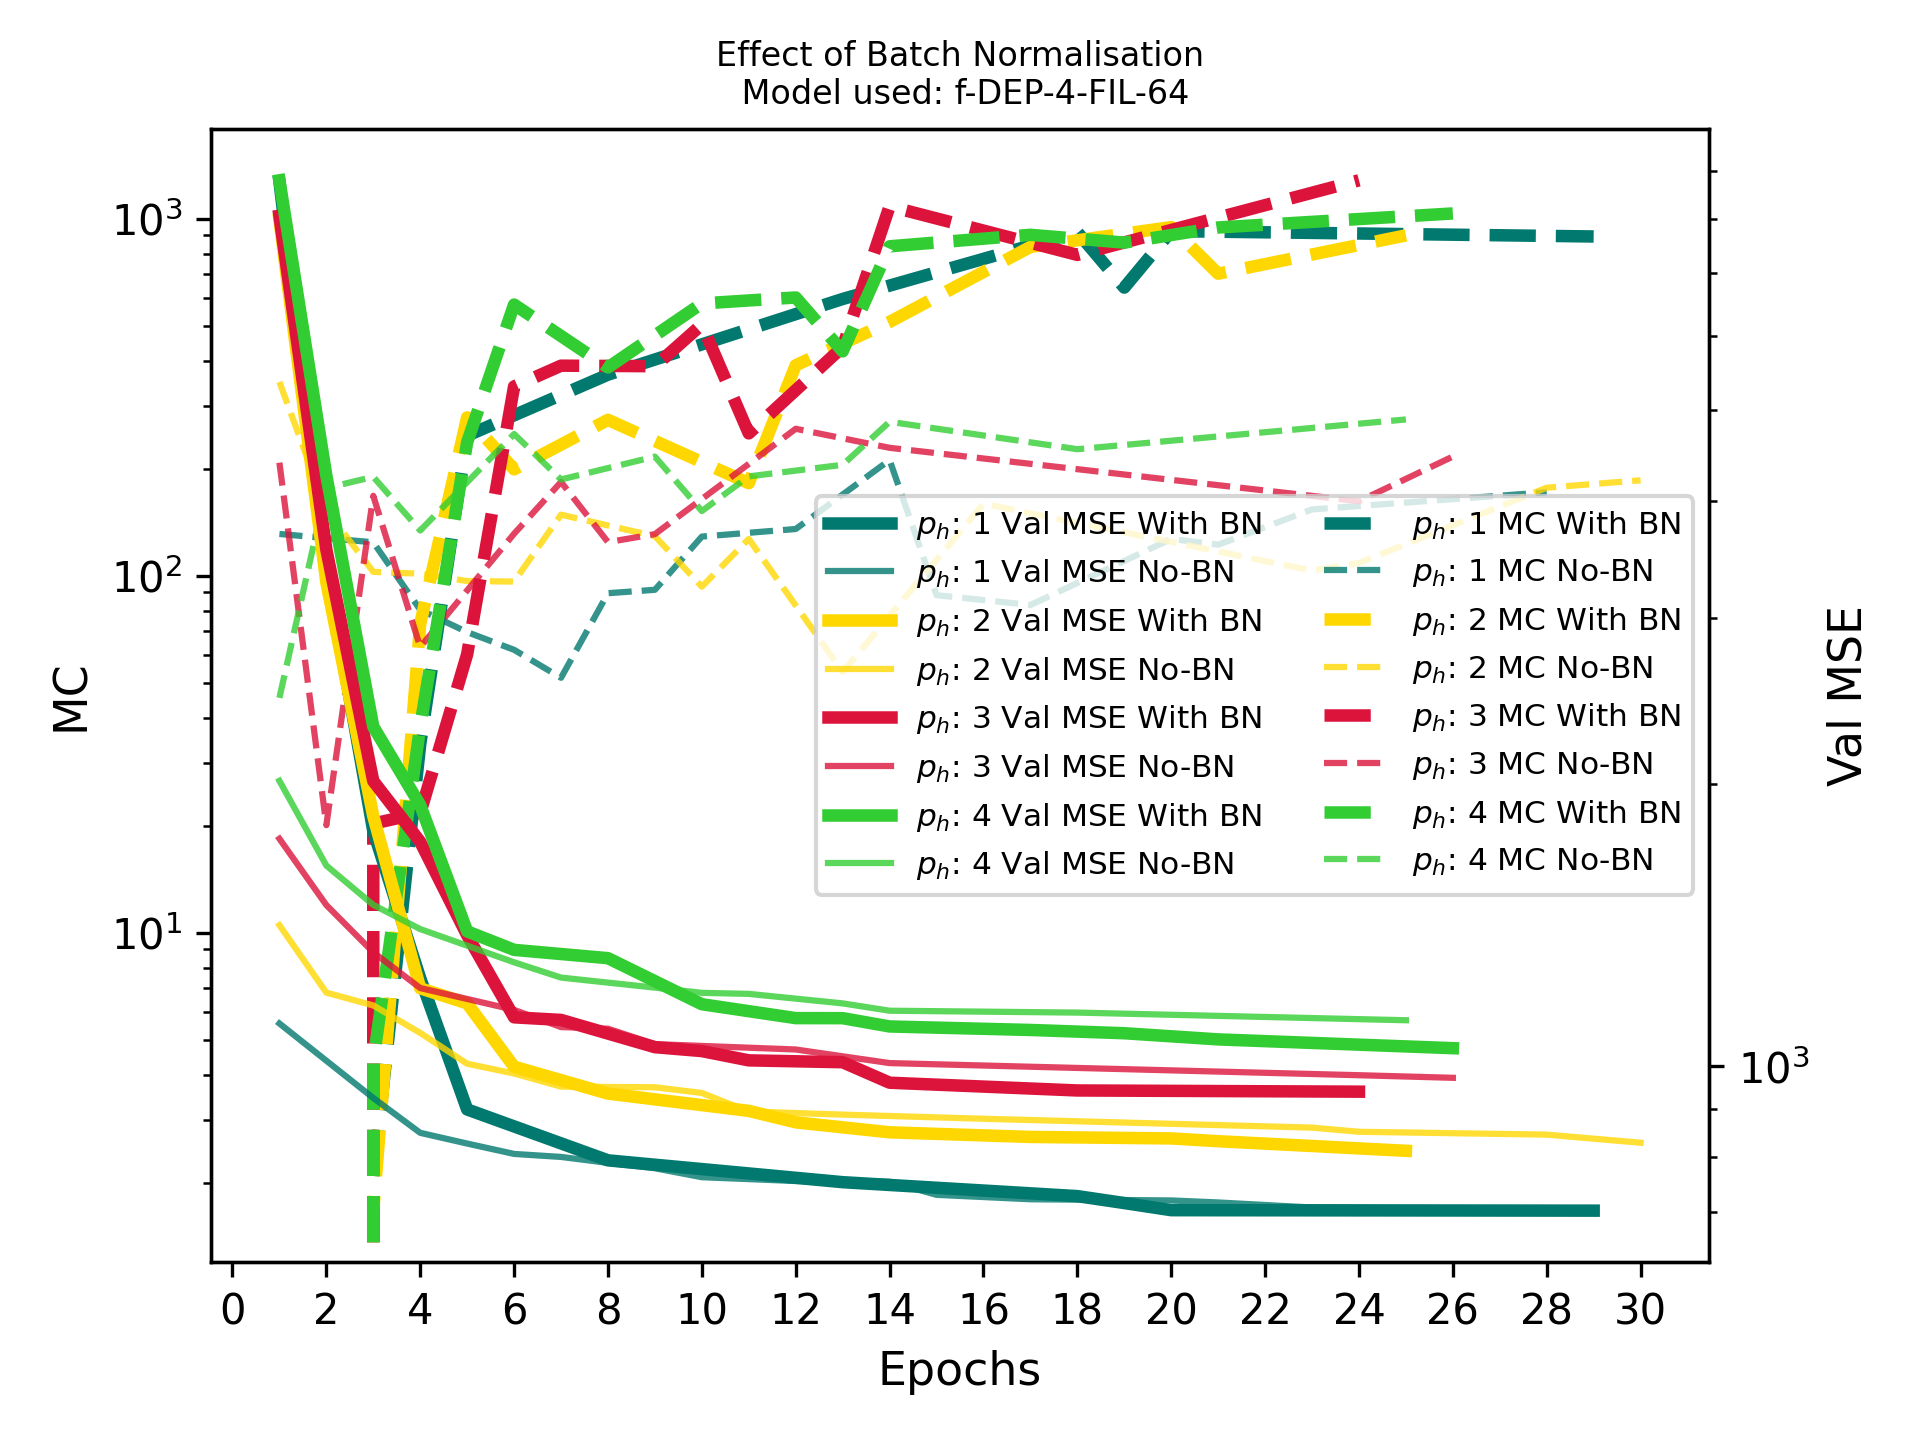 Effect of Batch Normalisation
Model used: f-DEP-4-FIL-64
10³
10²
10¹
MC
10³
Val MSE
pₕ: 1 Val MSE With BN
pₕ: 1 Val MSE No-BN
pₕ: 2 Val MSE With BN
pₕ: 2 Val MSE No-BN
pₕ: 3 Val MSE With BN
pₕ: 3 Val MSE No-BN
pₕ: 4 Val MSE With BN
pₕ: 4 Val MSE No-BN
pₕ: 1 MC With BN
pₕ: 1 MC No-BN
pₕ: 2 MC With BN
pₕ: 2 MC No-BN
pₕ: 3 MC With BN
pₕ: 3 MC No-BN
pₕ: 4 MC With BN
pₕ: 4 MC No-BN
0 2 4 6 8 10 12 14 16 18 20 22 24 26 28 30
Epochs